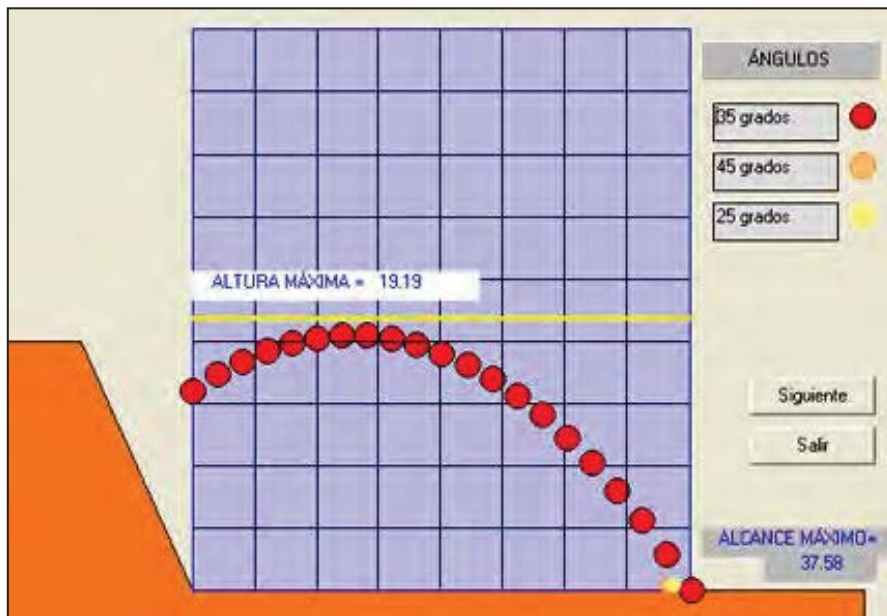 ÁNGULOS
35 grados
45 grados
25 grados
ALTURA MÁXIMA = 19.19
Siguiente
Salir
ALCANCE MÁXIMO=
37.58